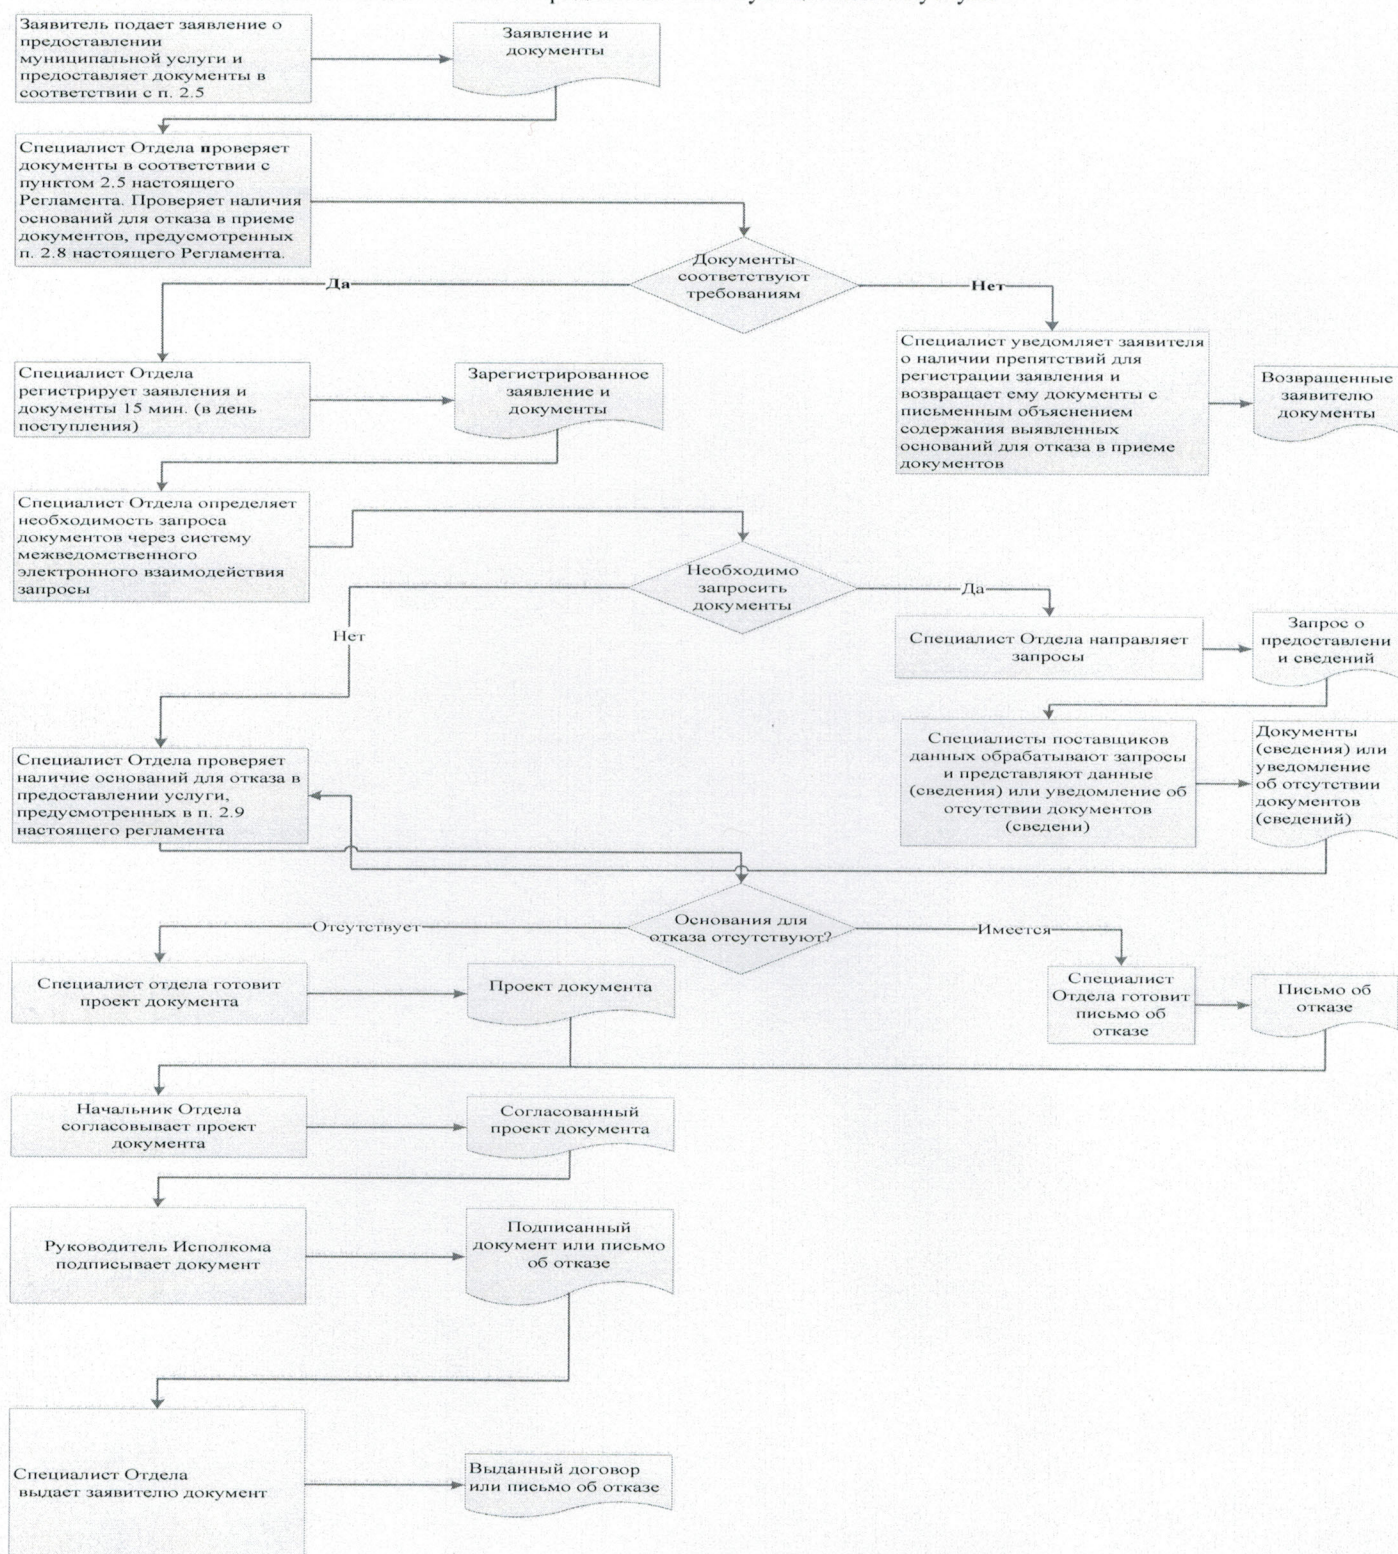 Заявитель подает заявление о
предоставлении
муниципальной услуги и
предоставляет документы в
соответствии с п. 2.5
Заявление и
документы
Специалист Отдела проверяет
документы в соответствии с
пунктом 2.5 настоящего
Регламента. Проверяет наличия
оснований для отказа в приеме
документов, предусмотренных
п. 2.8 настоящего Регламента.
Документы
соответствуют
требованиям
Да
Нет
Специалист Отдела
регистрирует заявления и
документы 15 мин. (в день
поступления)
Зарегистрированное
заявление и
документы
Специалист уведомляет заявителя
о наличии препятствий для
регистрации заявления и
возвращает ему документы с
письменным объяснением
содержания выявленных
оснований для отказа в приеме
документов
Возвращенные
заявителю
документы
Специалист Отдела определяет
необходимость запроса
документов через систему
межведомственного
электронного взаимодействия
запросы
Необходимо
запросить
документы
Да
Нет
Специалист Отдела направляет
запросы
Запрос о
предоставлени
и сведений
Специалист Отдела проверяет
наличие оснований для отказа в
предоставлении услуги,
предусмотренных в п. 2.9
настоящего регламента
Специалисты поставщиков
данных обрабатывают запросы
и представляют данные
(сведения) или уведомление об
отсутствии документов
(сведени)
Документы
(сведения) или
уведомление
об отсутствии
документов
(сведений)
Основания для
отказа отсутствуют?
Отсутствует
Имеется
Специалист отдела готовит
проект документа
Проект документа
Специалист
Отдела готовит
письмо об
отказе
Письмо об
отказе
Начальник Отдела
согласовывает проект
документа
Согласованный
проект документа
Руководитель Исполкома
подписывает документ
Подписанный
документ или письмо
об отказе
Специалист Отдела
выдает заявителю документ
Выданный договор
или письмо об отказе